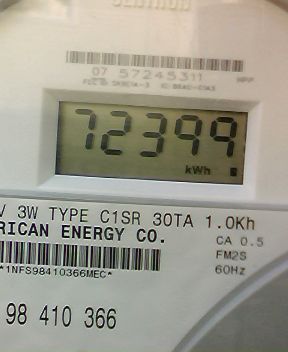 07 57245311
72399
kWh
V 3W TYPE C1SR 30TA 1.0Kh
RICAN ENERGY CO.
CA 0.5
FM2S
60Hz
*1NFS98410366MEC*
98 410 366